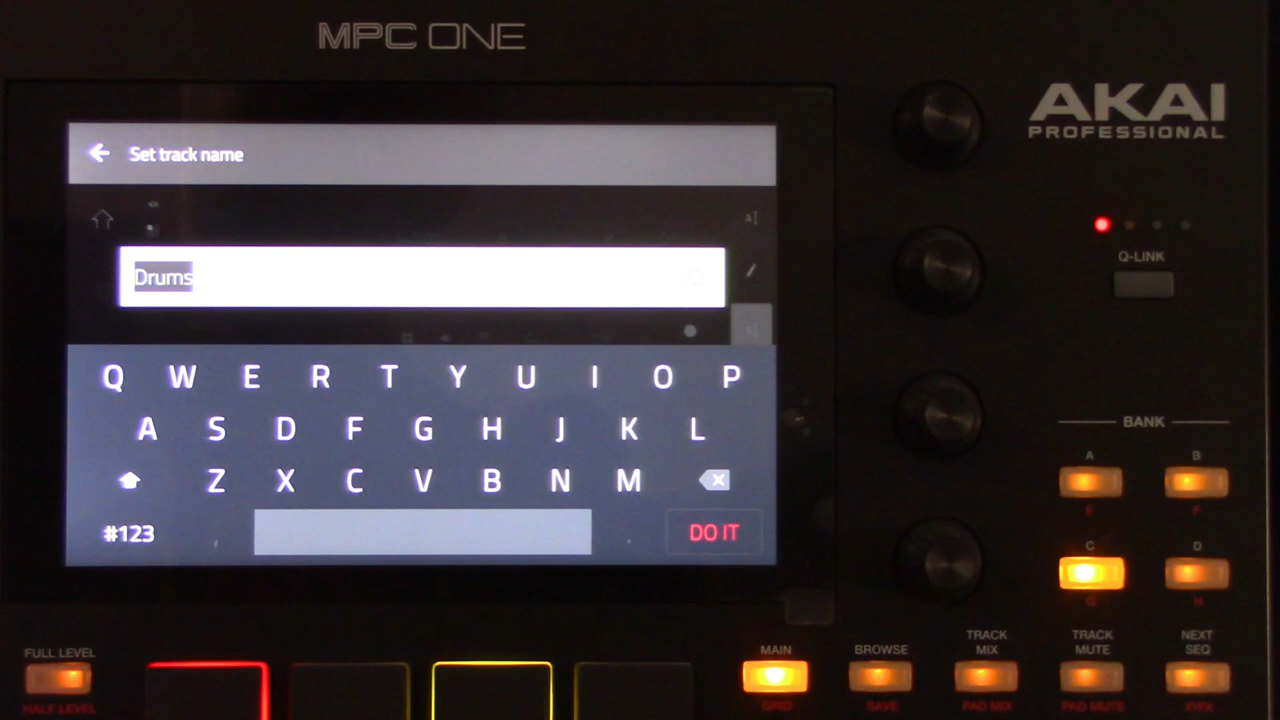 MPC ONE
AKAI
PROFESSIONAL
Set track name
Drums
Q W E R T Y U I O P
A S D F G H J K L
Z X C V B N M
#123 , . DO IT
Q-LINK
BANK
A B
E F
C D
G H
FULL LEVEL
HALF LEVEL
MAIN
GRID
BROWSE
SAVE
TRACK
MIX
PAD MIX
TRACK
MUTE
PAD MUTE
NEXT
SEQ
XYFX